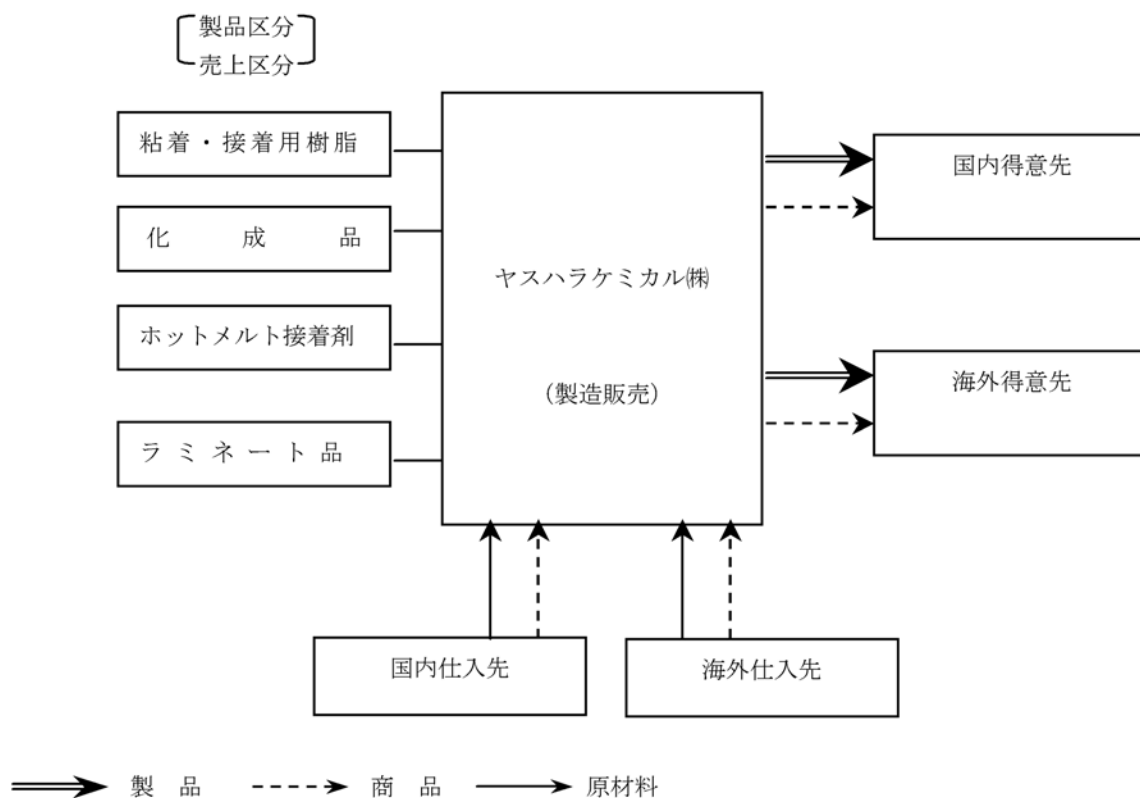 製品区分
売上区分
粘着・接着用樹脂
化成品
ホットメルト接着剤
ラミネート品
ヤスハラケミカル㈱
（製造販売）
国内得意先
海外得意先
国内仕入先
海外仕入先
製品 商品 原材料